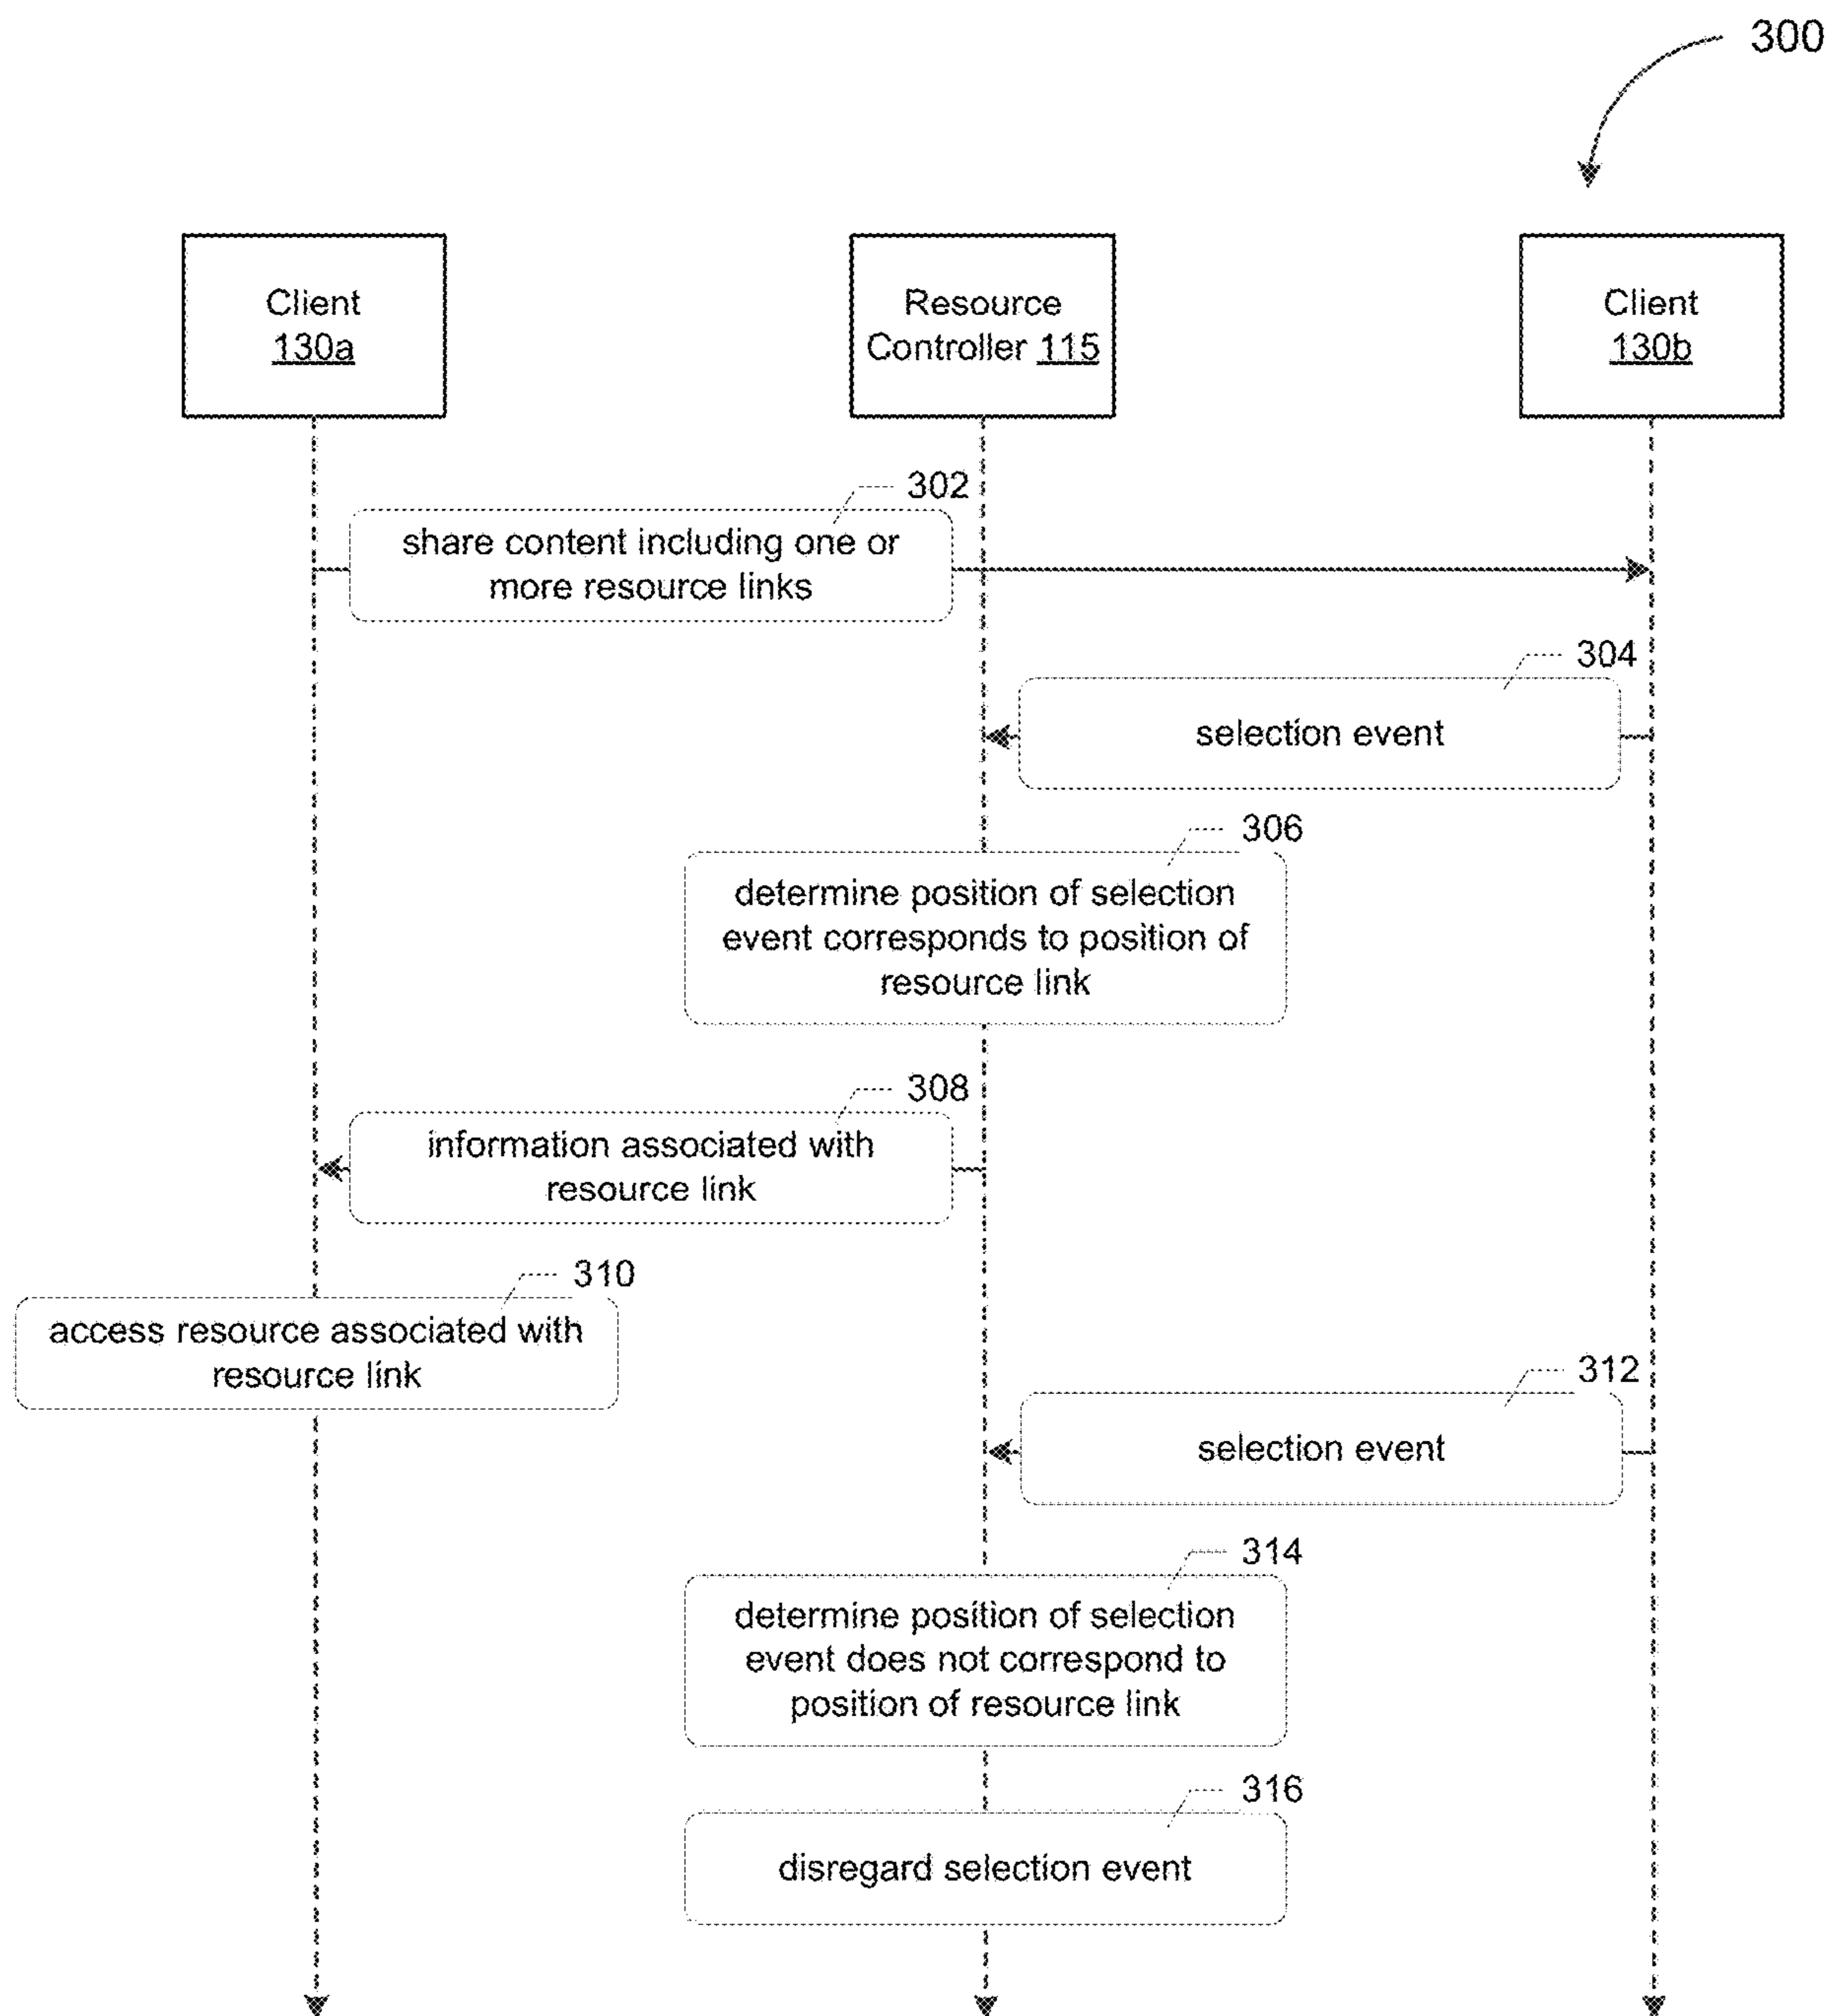 300
Client
130a
Resource
Controller 115
Client
130b
302
share content including one or
more resource links
304
selection event
306
determine position of selection
event corresponds to position of
resource link
308
information associated with
resource link
310
access resource associated with
resource link
312
selection event
314
determine position of selection
event does not correspond to
position of resource link
316
disregard selection event